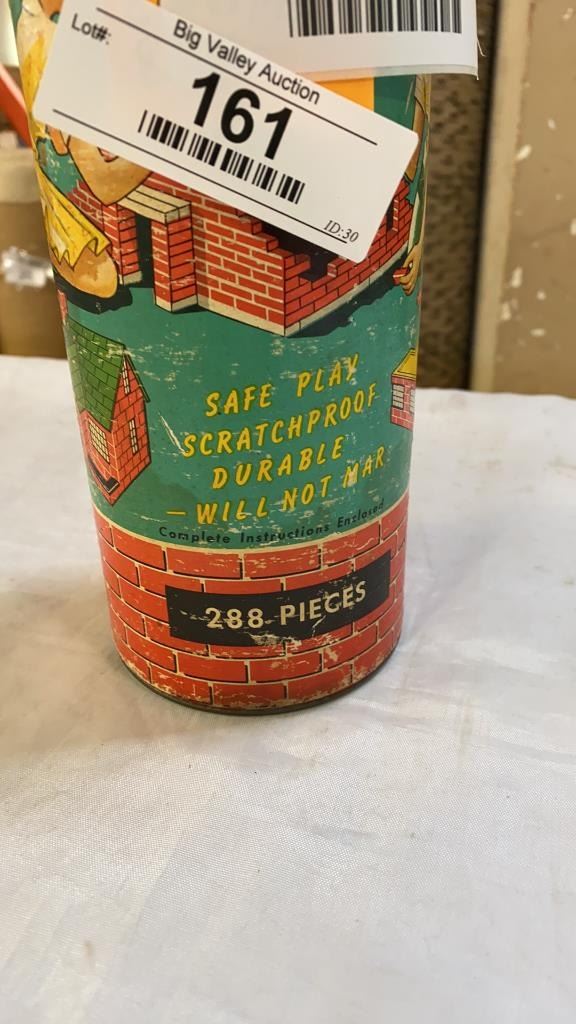 Lot#:
Big Valley Auction
161
ID:30
SAFE PLAY
SCRATCHPROOF
DURABLE
— WILL NOT MAR
Complete Instructions Enclosed
288 PIECES